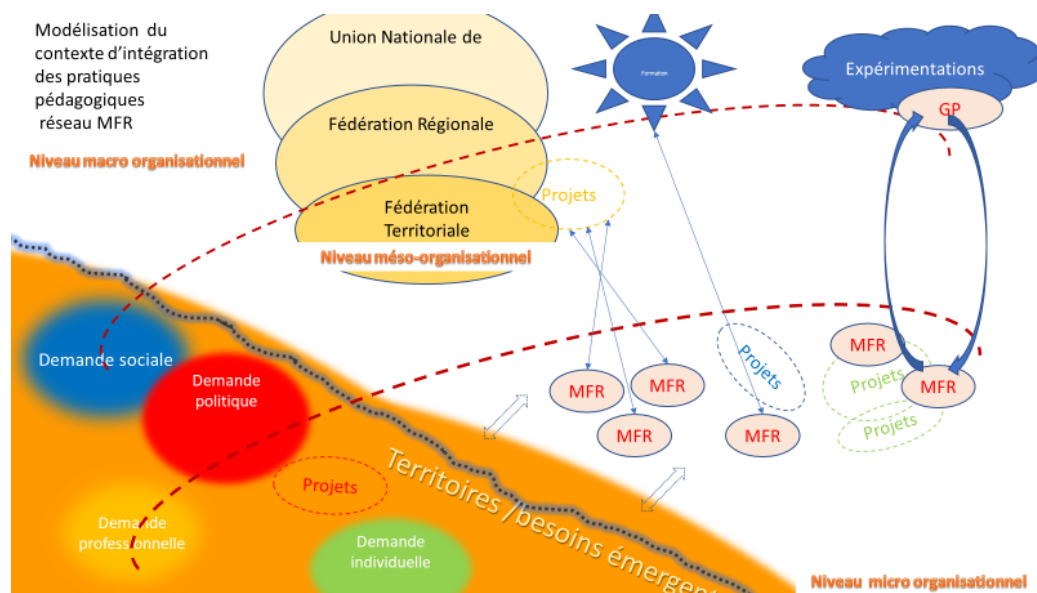 Modélisation du
contexte d'intégration
des pratiques
pédagogiques
réseau MFR
Niveau macro organisationnel
Union Nationale de
Fédération Régionale
Fédération
Territoriale
Niveau méso-organisationnel
Projets
Formation
Expérimentations
GP
Demande sociale
Demande
politique
Projets
Demande
professionnelle
Demande
individuelle
Territoires /besoins émergent
MFR
MFR
MFR
Projets
MFR
MFR
Projets
MFR
Projets
Niveau micro organisationnel